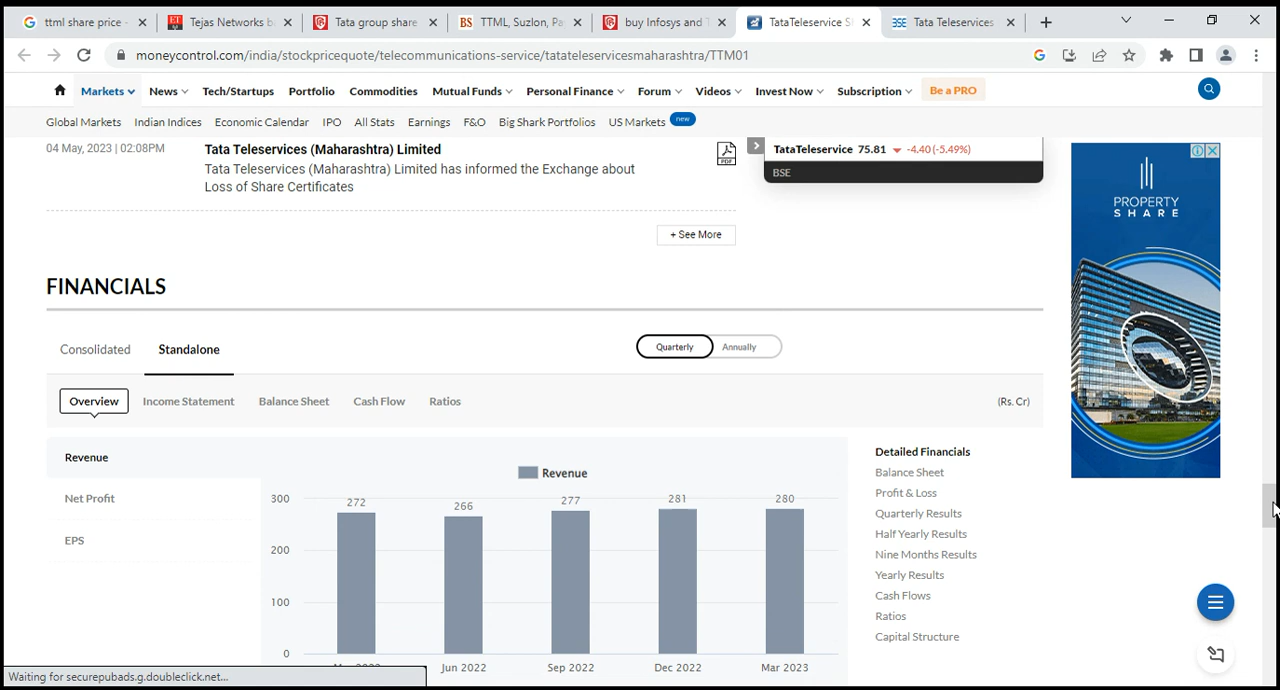 ttml share price -
Tejas Networks b
Tata group share
BS TTML, Suzlon, Pa
buy Infosys and T
TataTeleservice S
BSE Tata Teleservices
moneycontrol.com/india/stockpricequote/telecommunications-service/tatateleservicesmaharashtra/TTM01
Markets News Tech/Startups Portfolio Commodities Mutual Funds Personal Finance Forum Videos Invest Now Subscription Be a PRO
Global Markets Indian Indices Economic Calendar IPO All Stats Earnings F&O Big Shark Portfolios US Markets new
04 May, 2023 | 02:08PM
Tata Teleservices (Maharashtra) Limited
Tata Teleservices (Maharashtra) Limited has informed the Exchange about
Loss of Share Certificates
PDF
+ See More
TataTeleservice 75.81 -4.40 (-5.49%)
BSE
PROPERTY
SHARE
FINANCIALS
Consolidated Standalone
Quarterly Annually
Overview Income Statement Balance Sheet Cash Flow Ratios (Rs. Cr)
Revenue
Net Profit
EPS
Revenue
300
200
100
0
272 266 277 281 280
Jun 2022 Sep 2022 Dec 2022 Mar 2023
Detailed Financials
Balance Sheet
Profit & Loss
Quarterly Results
Half Yearly Results
Nine Months Results
Yearly Results
Cash Flows
Ratios
Capital Structure
Waiting for securepubads.g.doubleclick.net...